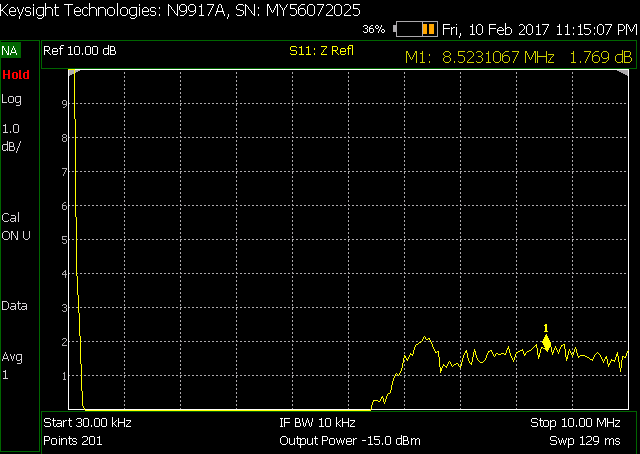 Keysight Technologies: N9917A, SN: MY56072025
36% Fri, 10 Feb 2017 11:15:07 PM
NA Ref 10.00 dB S11: Z Refl M1: 8.5231067 MHz 1.769 dB
Hold
Log
1.0
dB/
Cal
ON U
Data
Avg
1
9
8
7
6
5
4
3
2
1
1
Start 30.00 kHz IF BW 10 kHz Stop 10.00 MHz
Points 201 Output Power -15.0 dBm Swp 129 ms